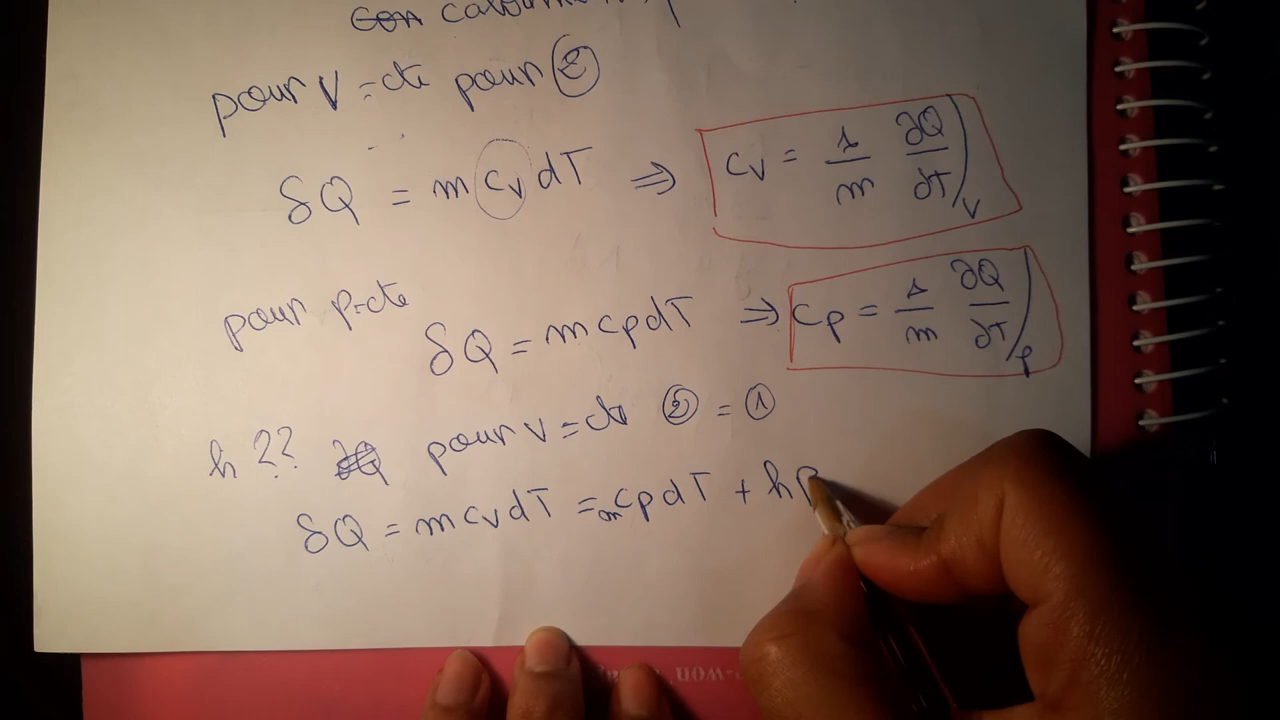 pour V = cte pour ②
δQ = m cv dT ⇒ cv = 1/m ∂Q/∂T)v
pour p=cte
δQ = m cp dT ⇒ cp = 1/m ∂Q/∂T)p
h ?? pour v = cte ② = ①
δQ = m cv dT = m cp dT + h p